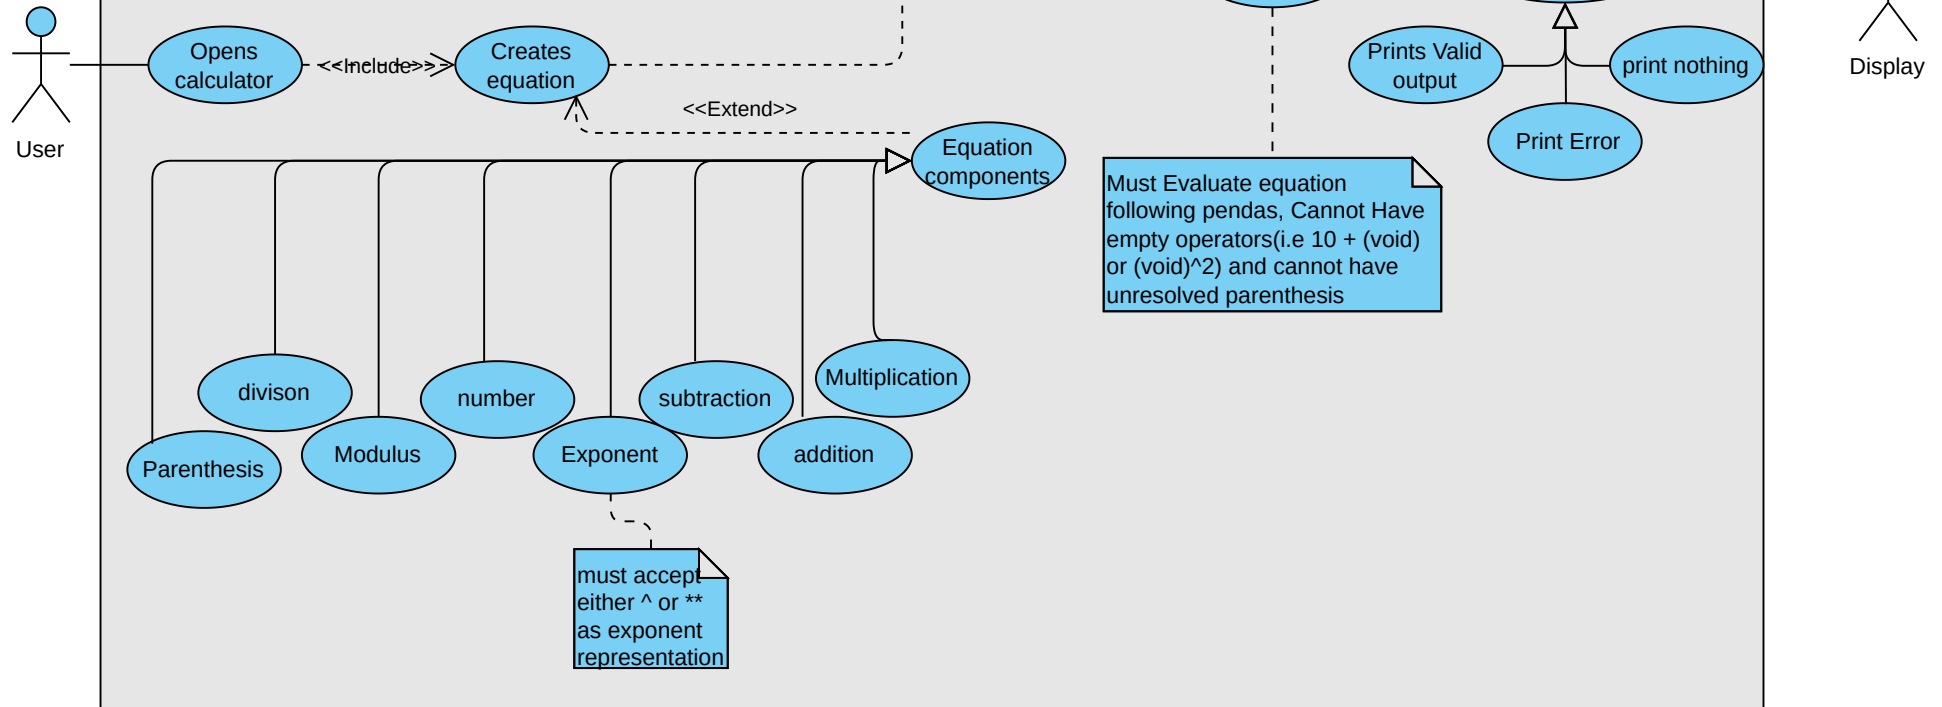 User
Opens
calculator
<<Include>>
Creates
equation
<<Extend>>
Equation
components
Prints Valid
output
print nothing
Print Error
Display
Must Evaluate equation
following pendas, Cannot Have
empty operators(i.e 10 + (void)
or (void)^2) and cannot have
unresolved parenthesis
Parenthesis
divison
Modulus
number
Exponent
subtraction
addition
Multiplication
must accept
either ^ or **
as exponent
representation